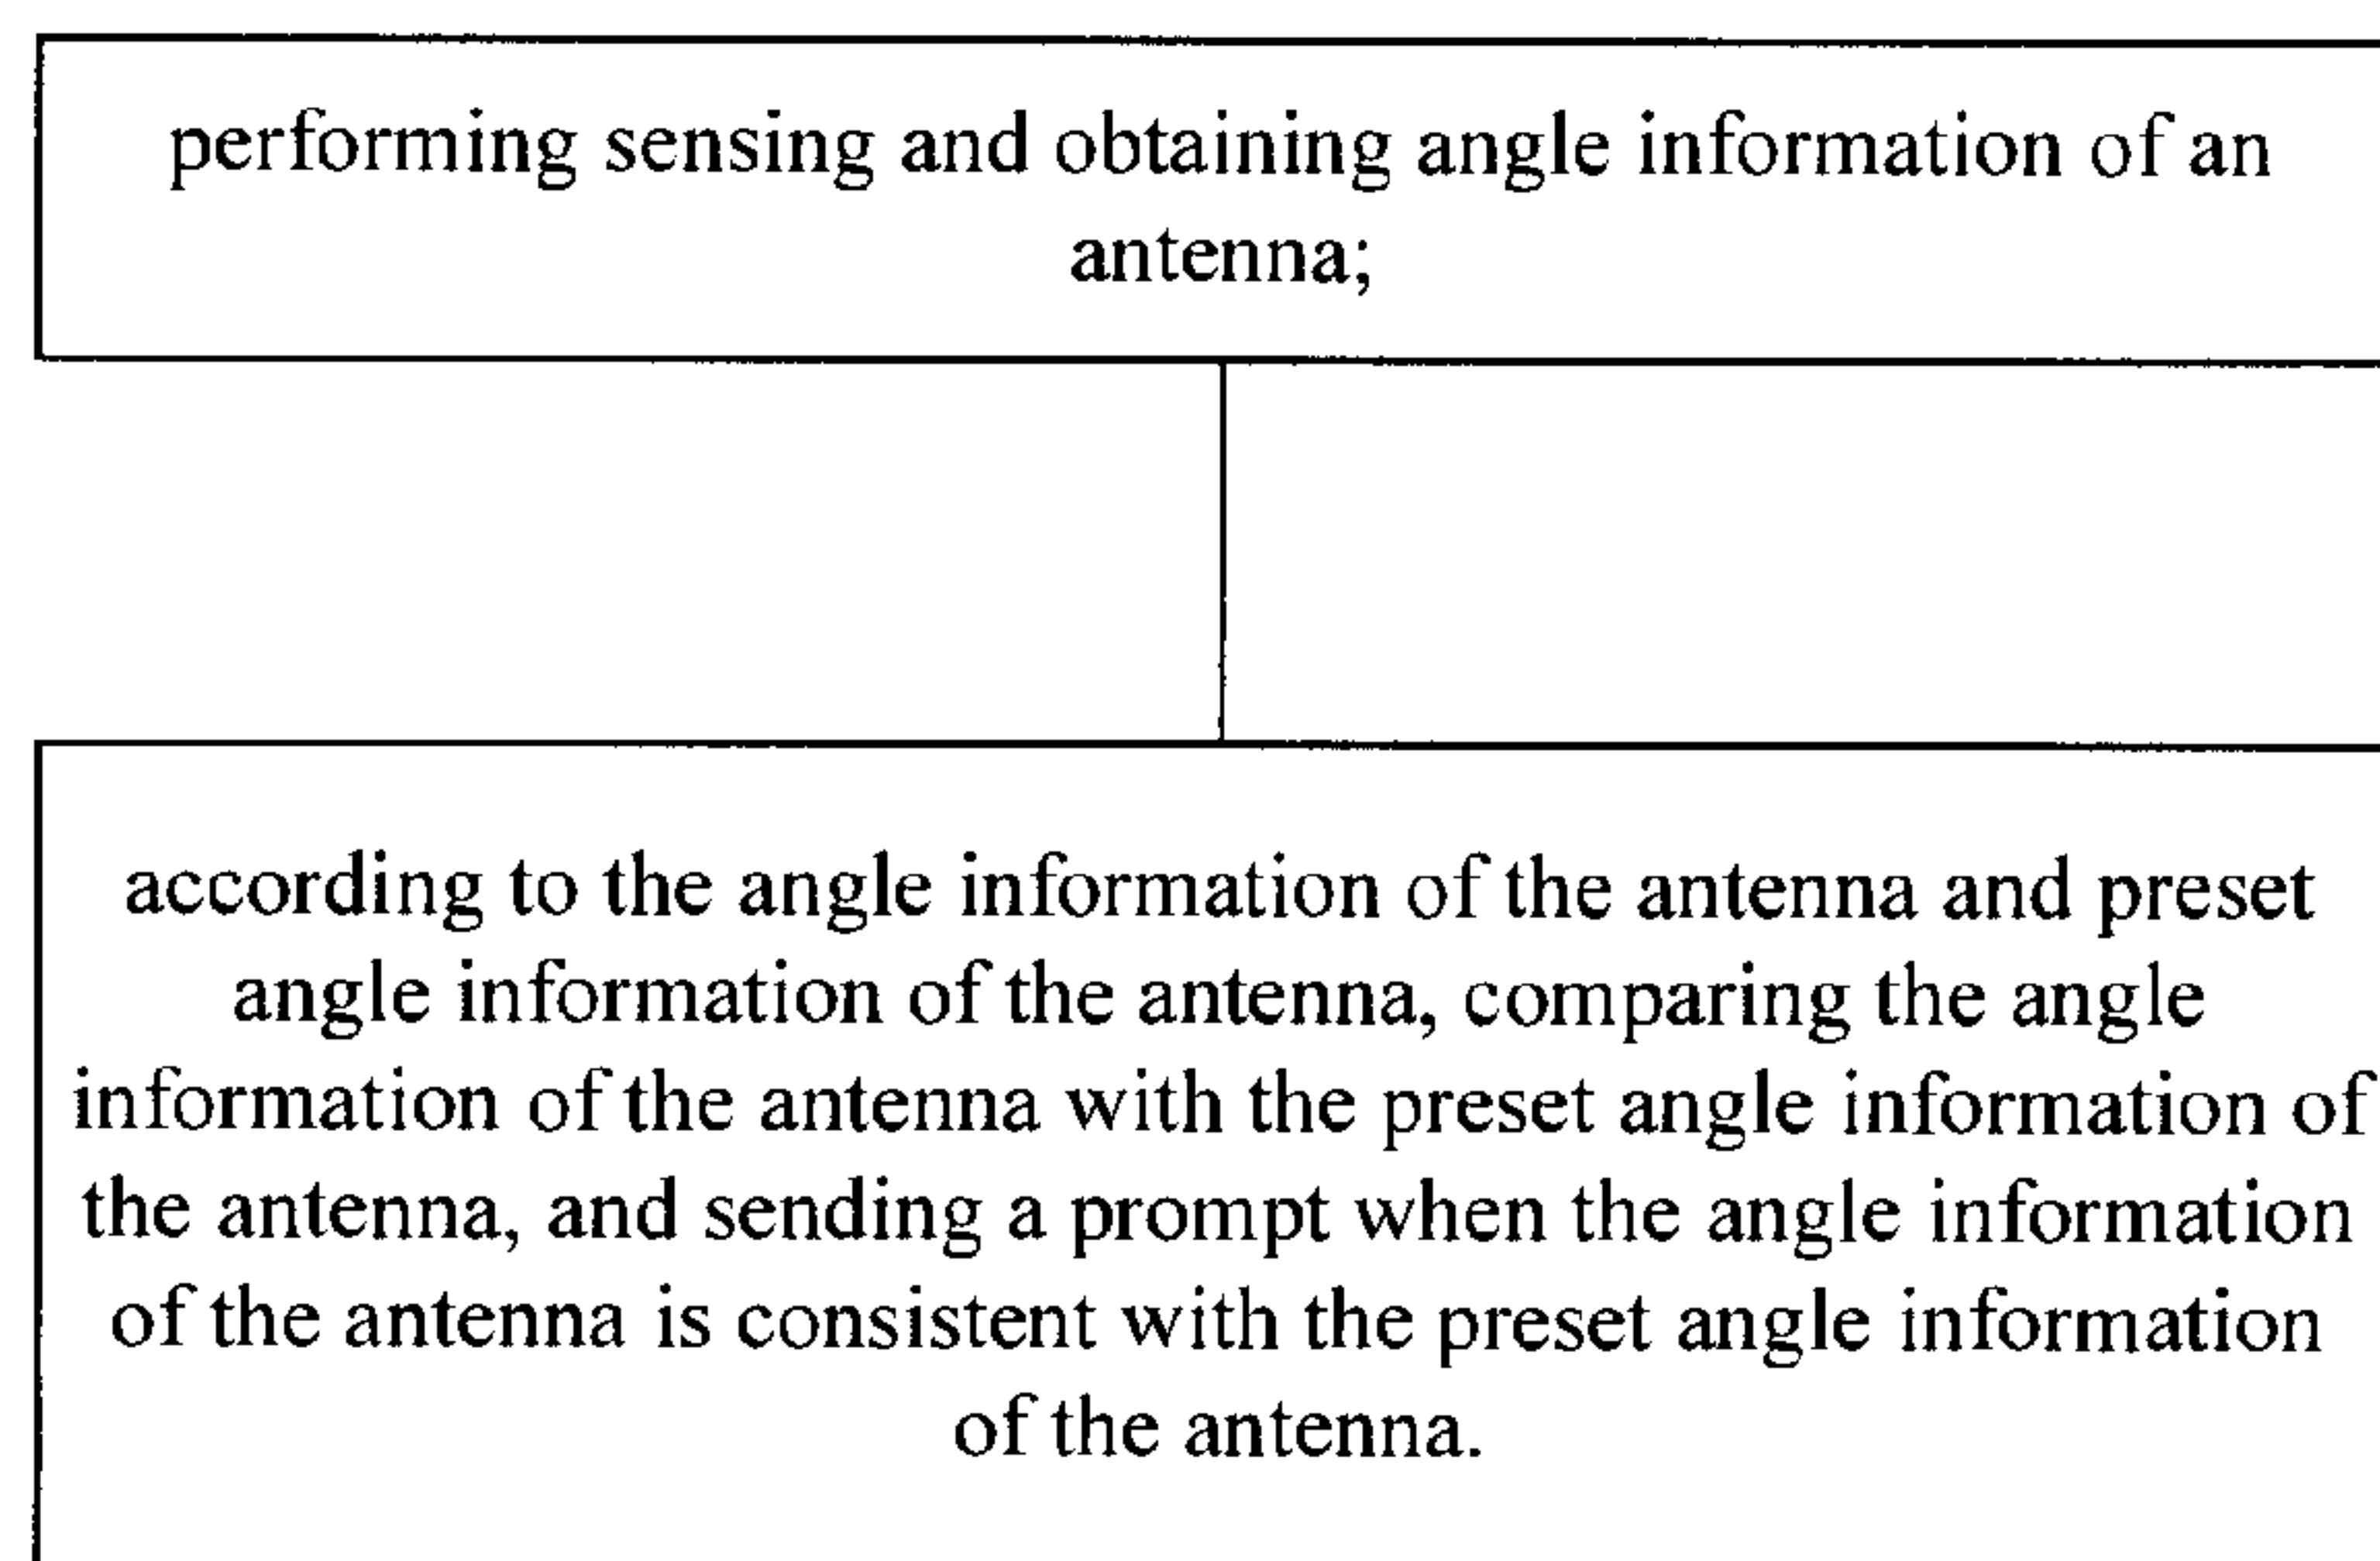 performing sensing and obtaining angle information of an
antenna;
according to the angle information of the antenna and preset
angle information of the antenna, comparing the angle
information of the antenna with the preset angle information of
the antenna, and sending a prompt when the angle information
of the antenna is consistent with the preset angle information
of the antenna.